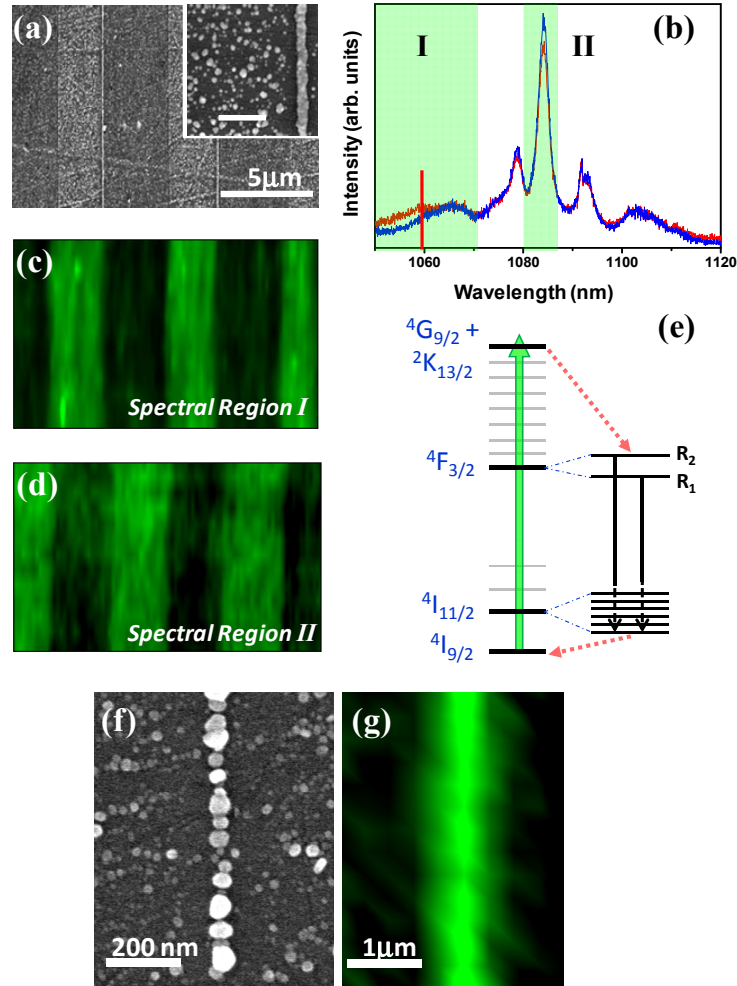 (a)
5μm
(b)
I
II
Intensity (arb. units)
1060
1080
1100
1120
Wavelength (nm)
(c)
Spectral Region I
(d)
Spectral Region II
(e)
⁴G₉/₂ +
²K₁₃/₂
⁴F₃/₂
R₂
R₁
⁴I₁₁/₂
⁴I₉/₂
(f)
200 nm
(g)
1μm